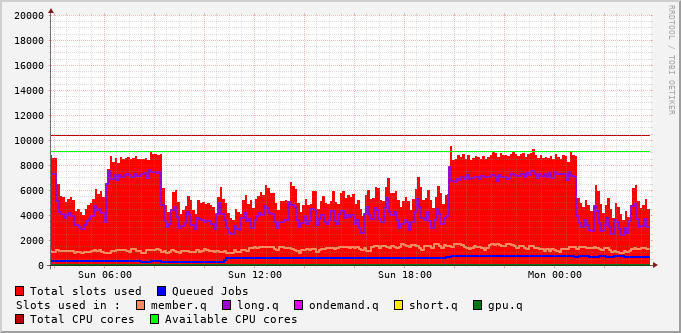 20000
18000
16000
14000
12000
10000
8000
6000
4000
2000
0
Sun 06:00 Sun 12:00 Sun 18:00 Mon 00:00
Total slots used Queued Jobs
Slots used in : member.q long.q ondemand.q short.q gpu.q
Total CPU cores Available CPU cores
RRDTOOL / TOBI OETIKER